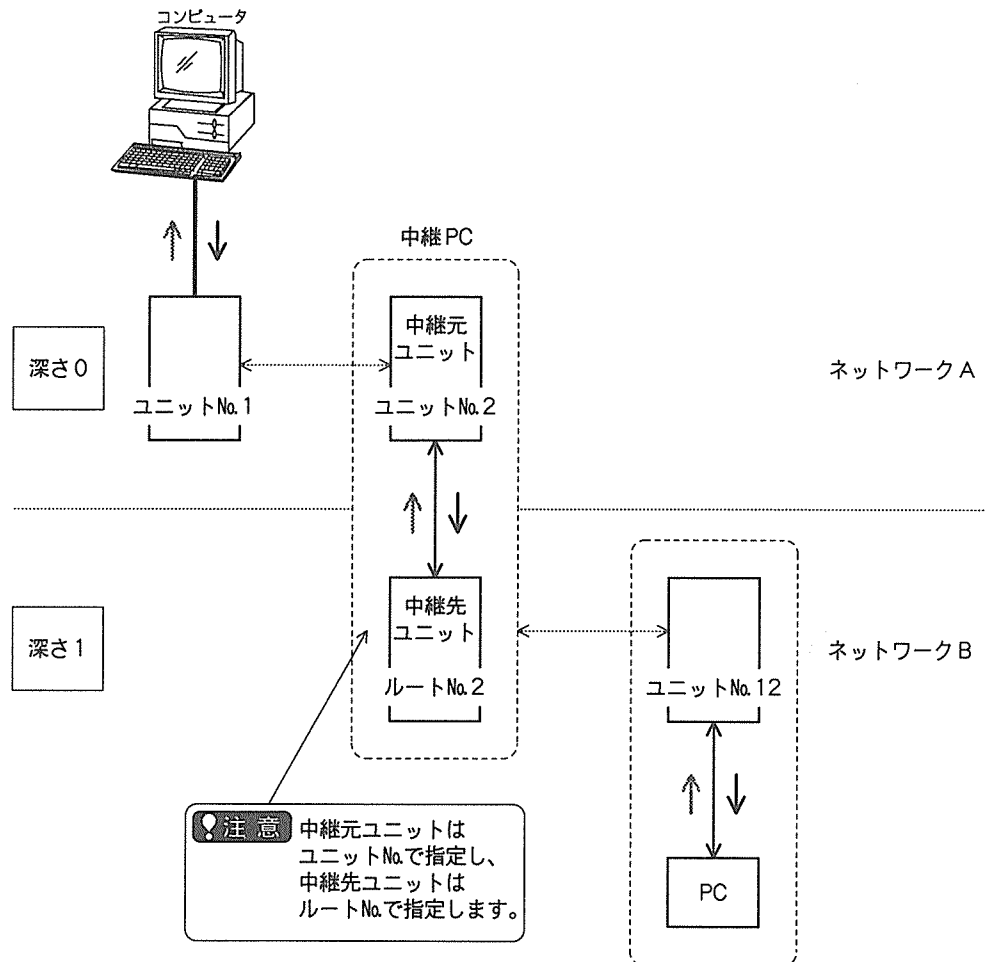 コンピュータ
中継PC
中継元
ユニット
深さ0
ネットワークA
ユニット№1
ユニット№2
中継先
ユニット
深さ1
ネットワークB
ルート№2
ユニット№12
注意
中継元ユニットは
ユニット№で指定し、
中継先ユニットは
ルート№で指定します。
PC